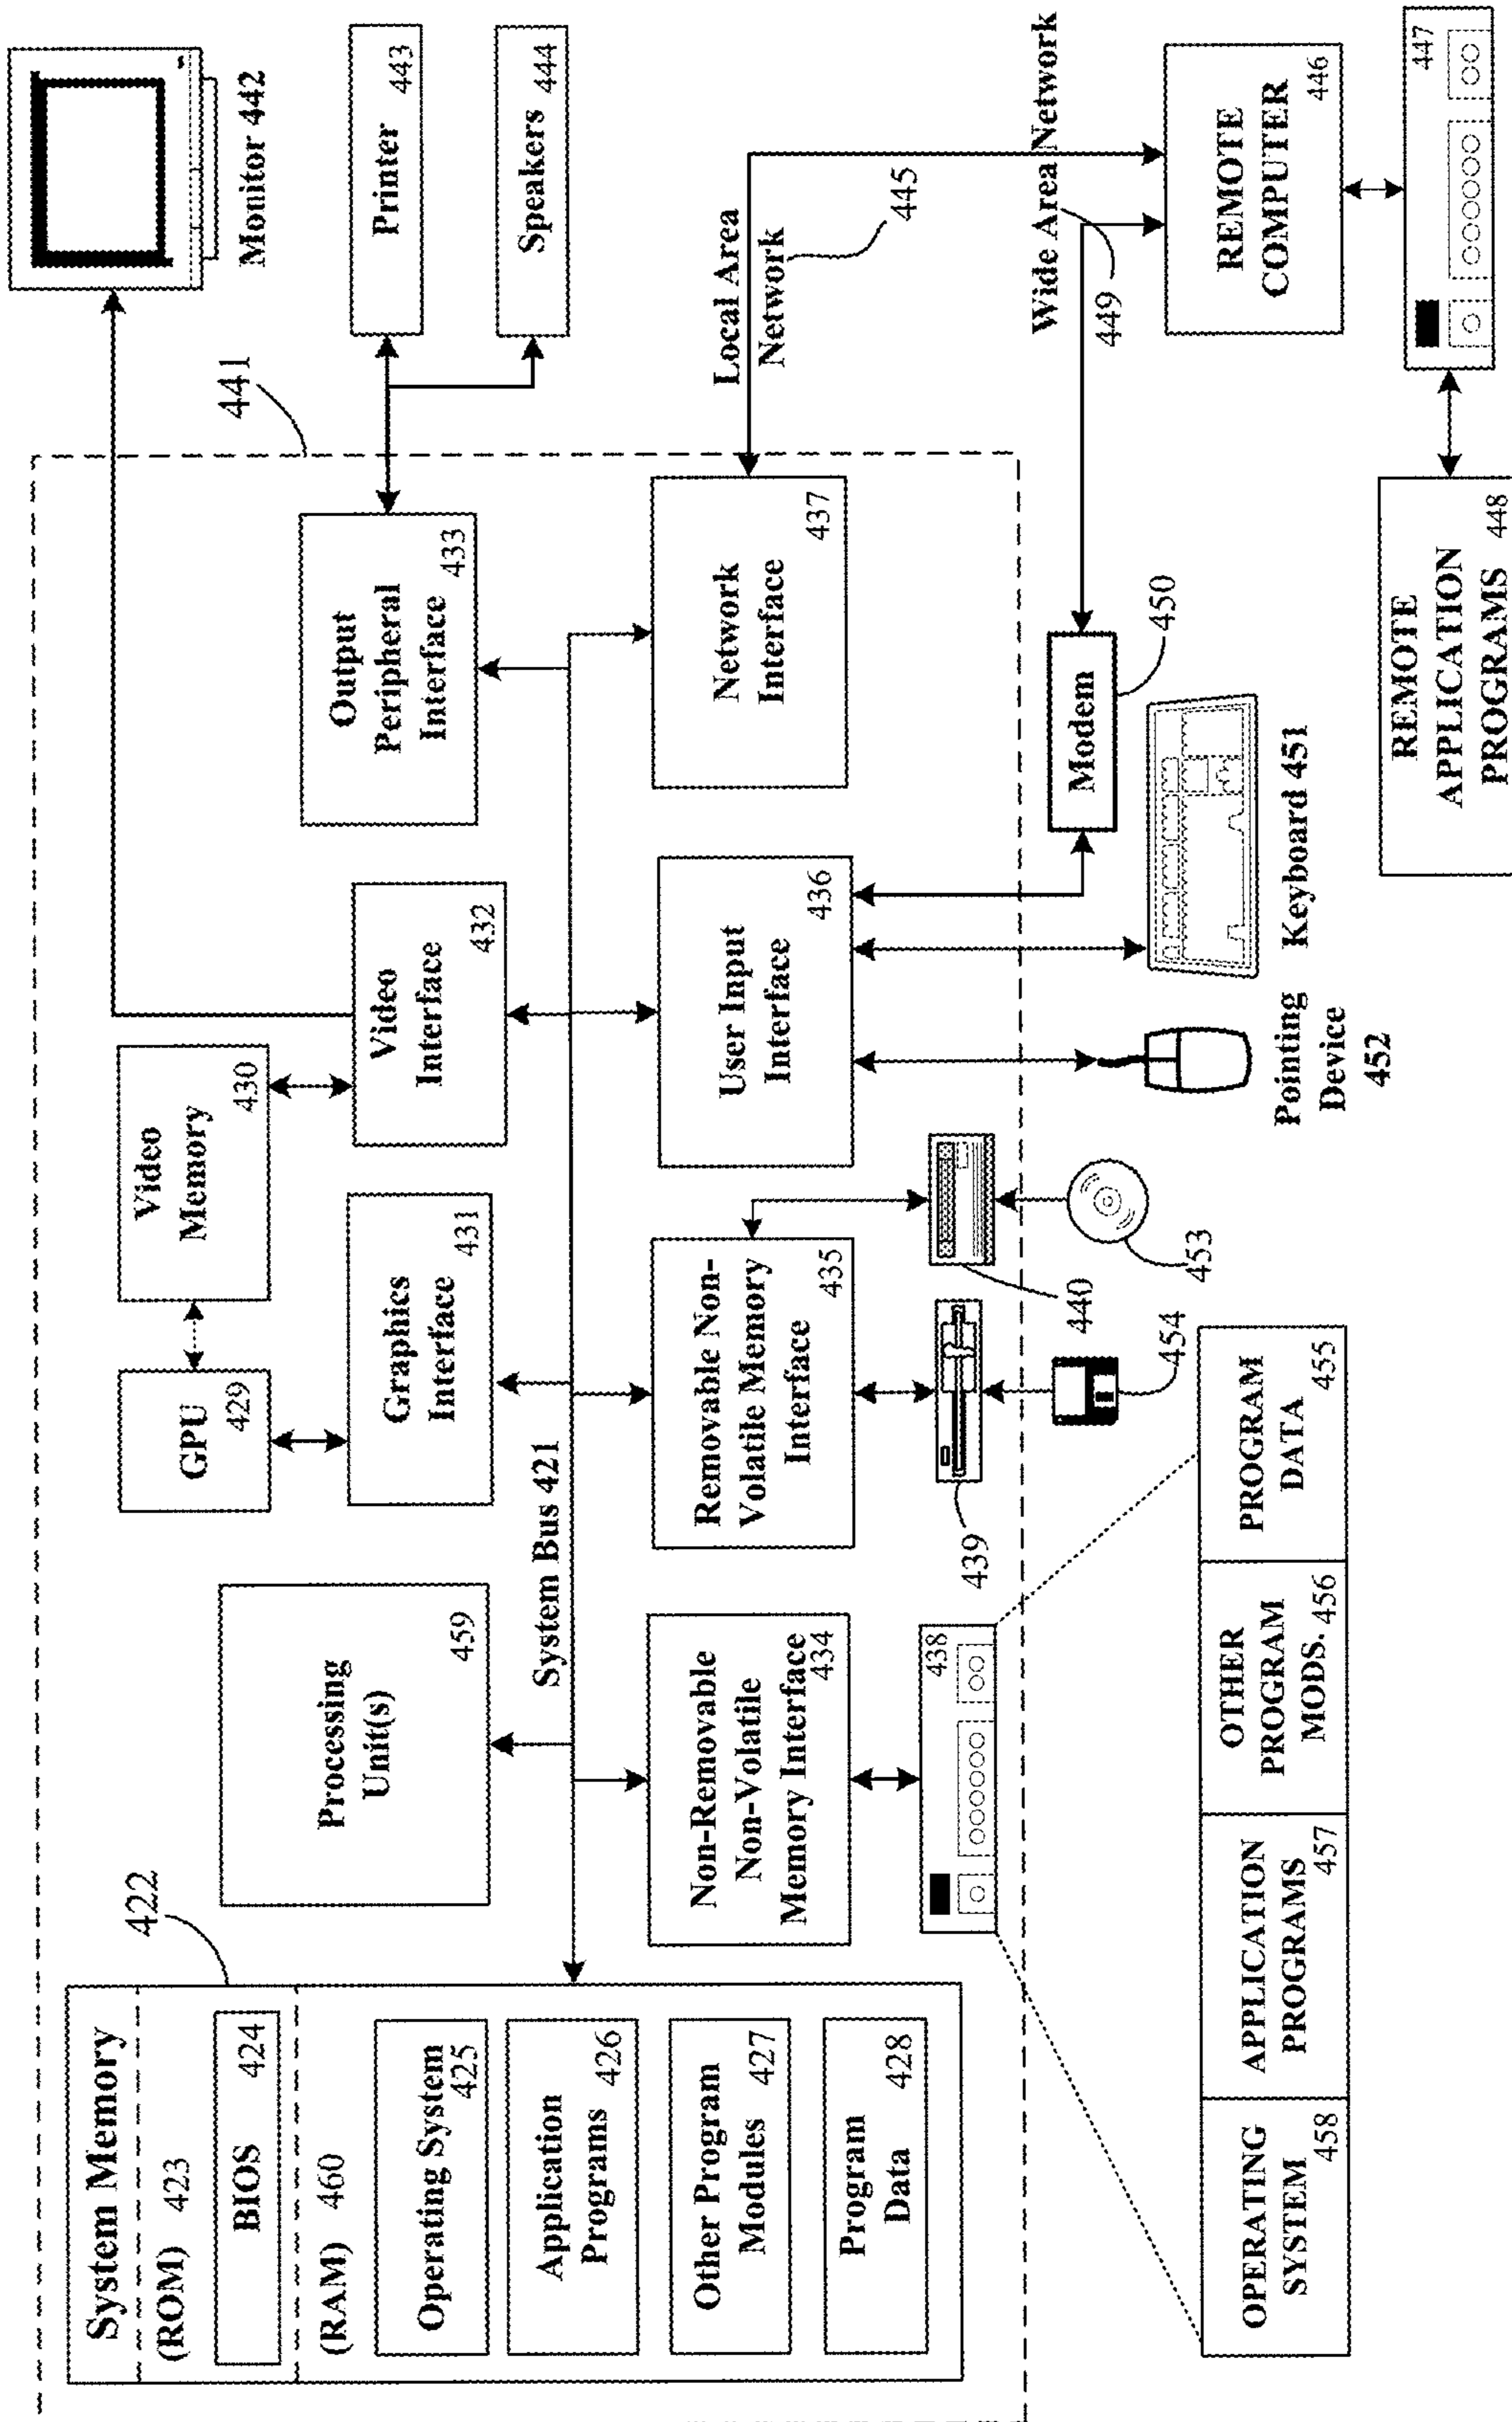 System Memory
(ROM) 423
BIOS 424
(RAM) 460
Operating System
425
Application
Programs 426
Other Program
Modules 427
Program
Data 428
422
Processing
Unit(s)
459
GPU
429
Video
Memory
430
Graphics
Interface
431
Video
Interface
432
Output
Peripheral
Interface 433
441
Monitor 442
Printer
443
Speakers
444
System Bus 421
Non-Removable
Non-Volatile
Memory Interface
434
Removable Non-
Volatile Memory
Interface 435
User Input
Interface
436
Network
Interface
437
Local Area
Network
445
438
439
440
454
453
Pointing
Device
452
Keyboard 451
Modem
450
Wide Area Network
449
REMOTE
COMPUTER
446
447
REMOTE
APPLICATION
PROGRAMS 448
OPERATING
SYSTEM
458
APPLICATION
PROGRAMS
457
OTHER
PROGRAM
MODS. 456
PROGRAM
DATA
455